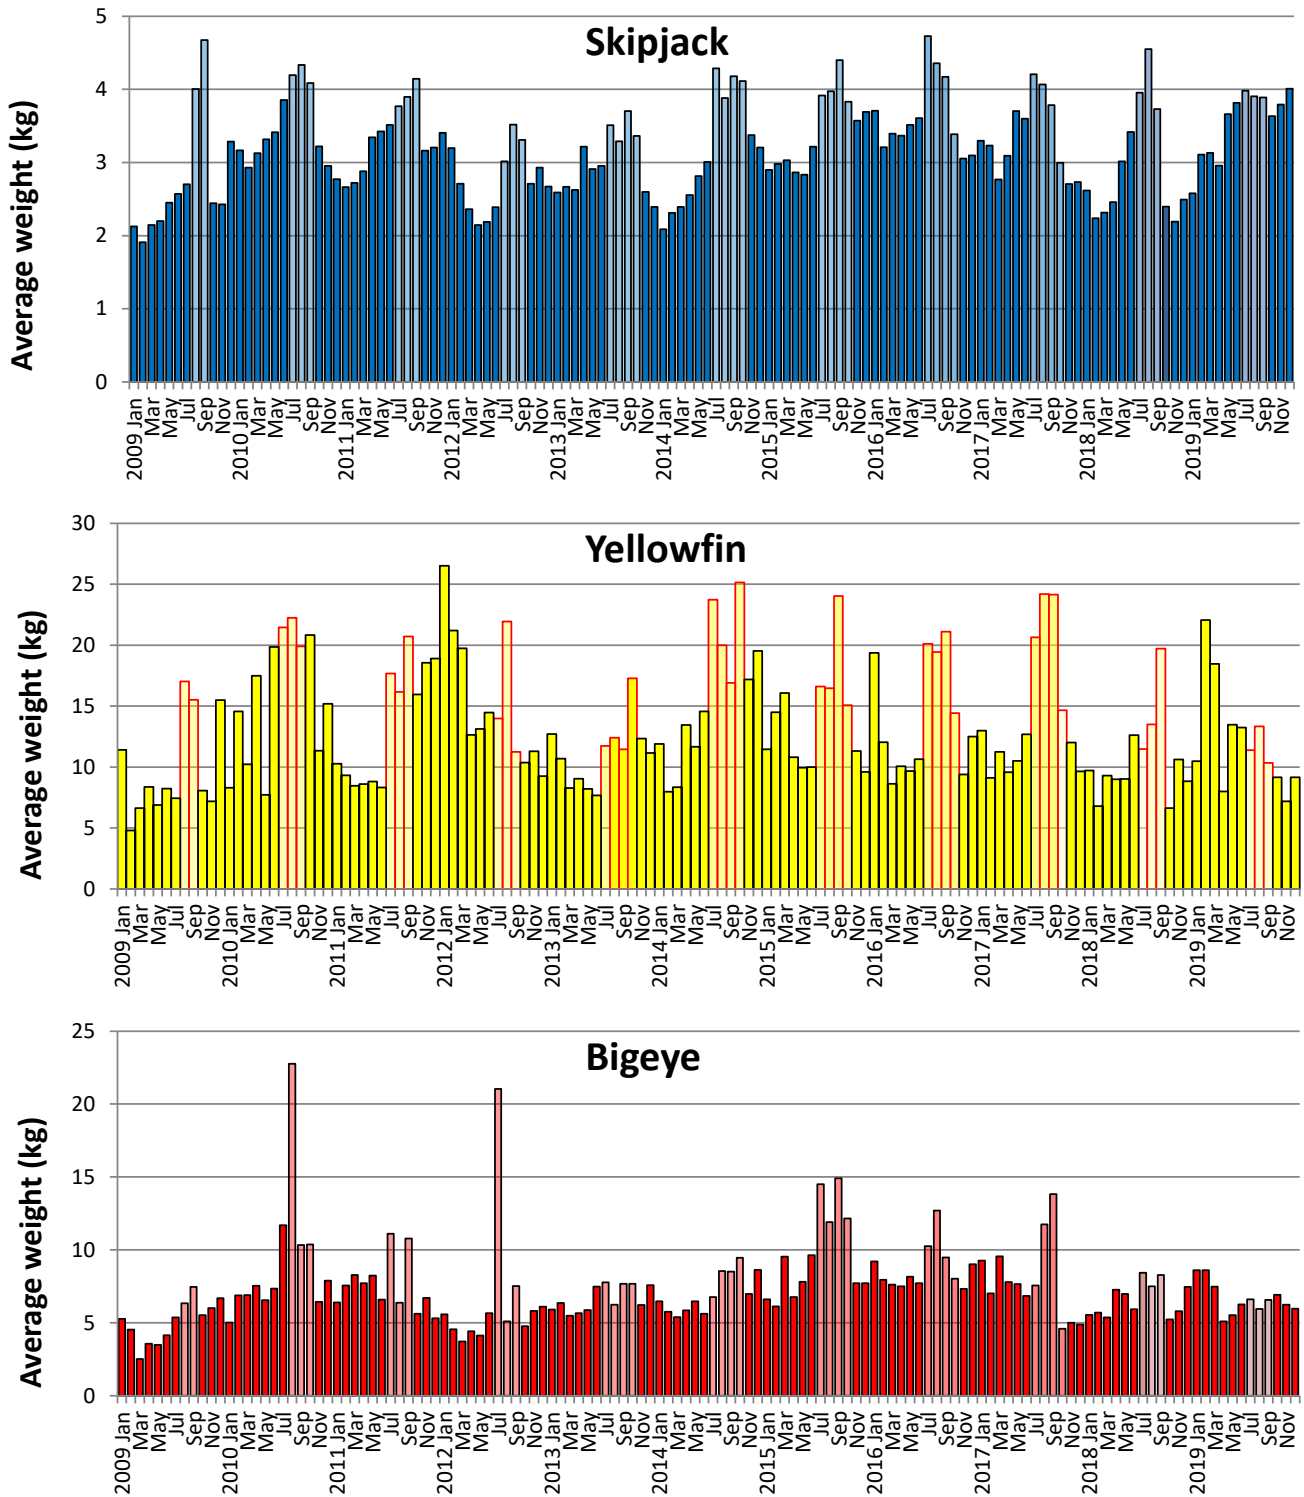 Skipjack
Average weight (kg)
5
4
3
2
1
0
2009 Jan Mar May Jul Sep Nov 2010 Jan Mar May Jul Sep Nov 2011 Jan Mar May Jul Sep Nov 2012 Jan Mar May Jul Sep Nov 2013 Jan Mar May Jul Sep Nov 2014 Jan Mar May Jul Sep Nov 2015 Jan Mar May Jul Sep Nov 2016 Jan Mar May Jul Sep Nov 2017 Jan Mar May Jul Sep Nov 2018 Jan Mar May Jul Sep Nov 2019 Jan Mar May Jul Sep Nov
Yellowfin
Average weight (kg)
30
25
20
15
10
5
0
2009 Jan Mar May Jul Sep Nov 2010 Jan Mar May Jul Sep Nov 2011 Jan Mar May Jul Sep Nov 2012 Jan Mar May Jul Sep Nov 2013 Jan Mar May Jul Sep Nov 2014 Jan Mar May Jul Sep Nov 2015 Jan Mar May Jul Sep Nov 2016 Jan Mar May Jul Sep Nov 2017 Jan Mar May Jul Sep Nov 2018 Jan Mar May Jul Sep Nov 2019 Jan Mar May Jul Sep Nov
Bigeye
Average weight (kg)
25
20
15
10
5
0
2009 Jan Mar May Jul Sep Nov 2010 Jan Mar May Jul Sep Nov 2011 Jan Mar May Jul Sep Nov 2012 Jan Mar May Jul Sep Nov 2013 Jan Mar May Jul Sep Nov 2014 Jan Mar May Jul Sep Nov 2015 Jan Mar May Jul Sep Nov 2016 Jan Mar May Jul Sep Nov 2017 Jan Mar May Jul Sep Nov 2018 Jan Mar May Jul Sep Nov 2019 Jan Mar May Jul Sep Nov